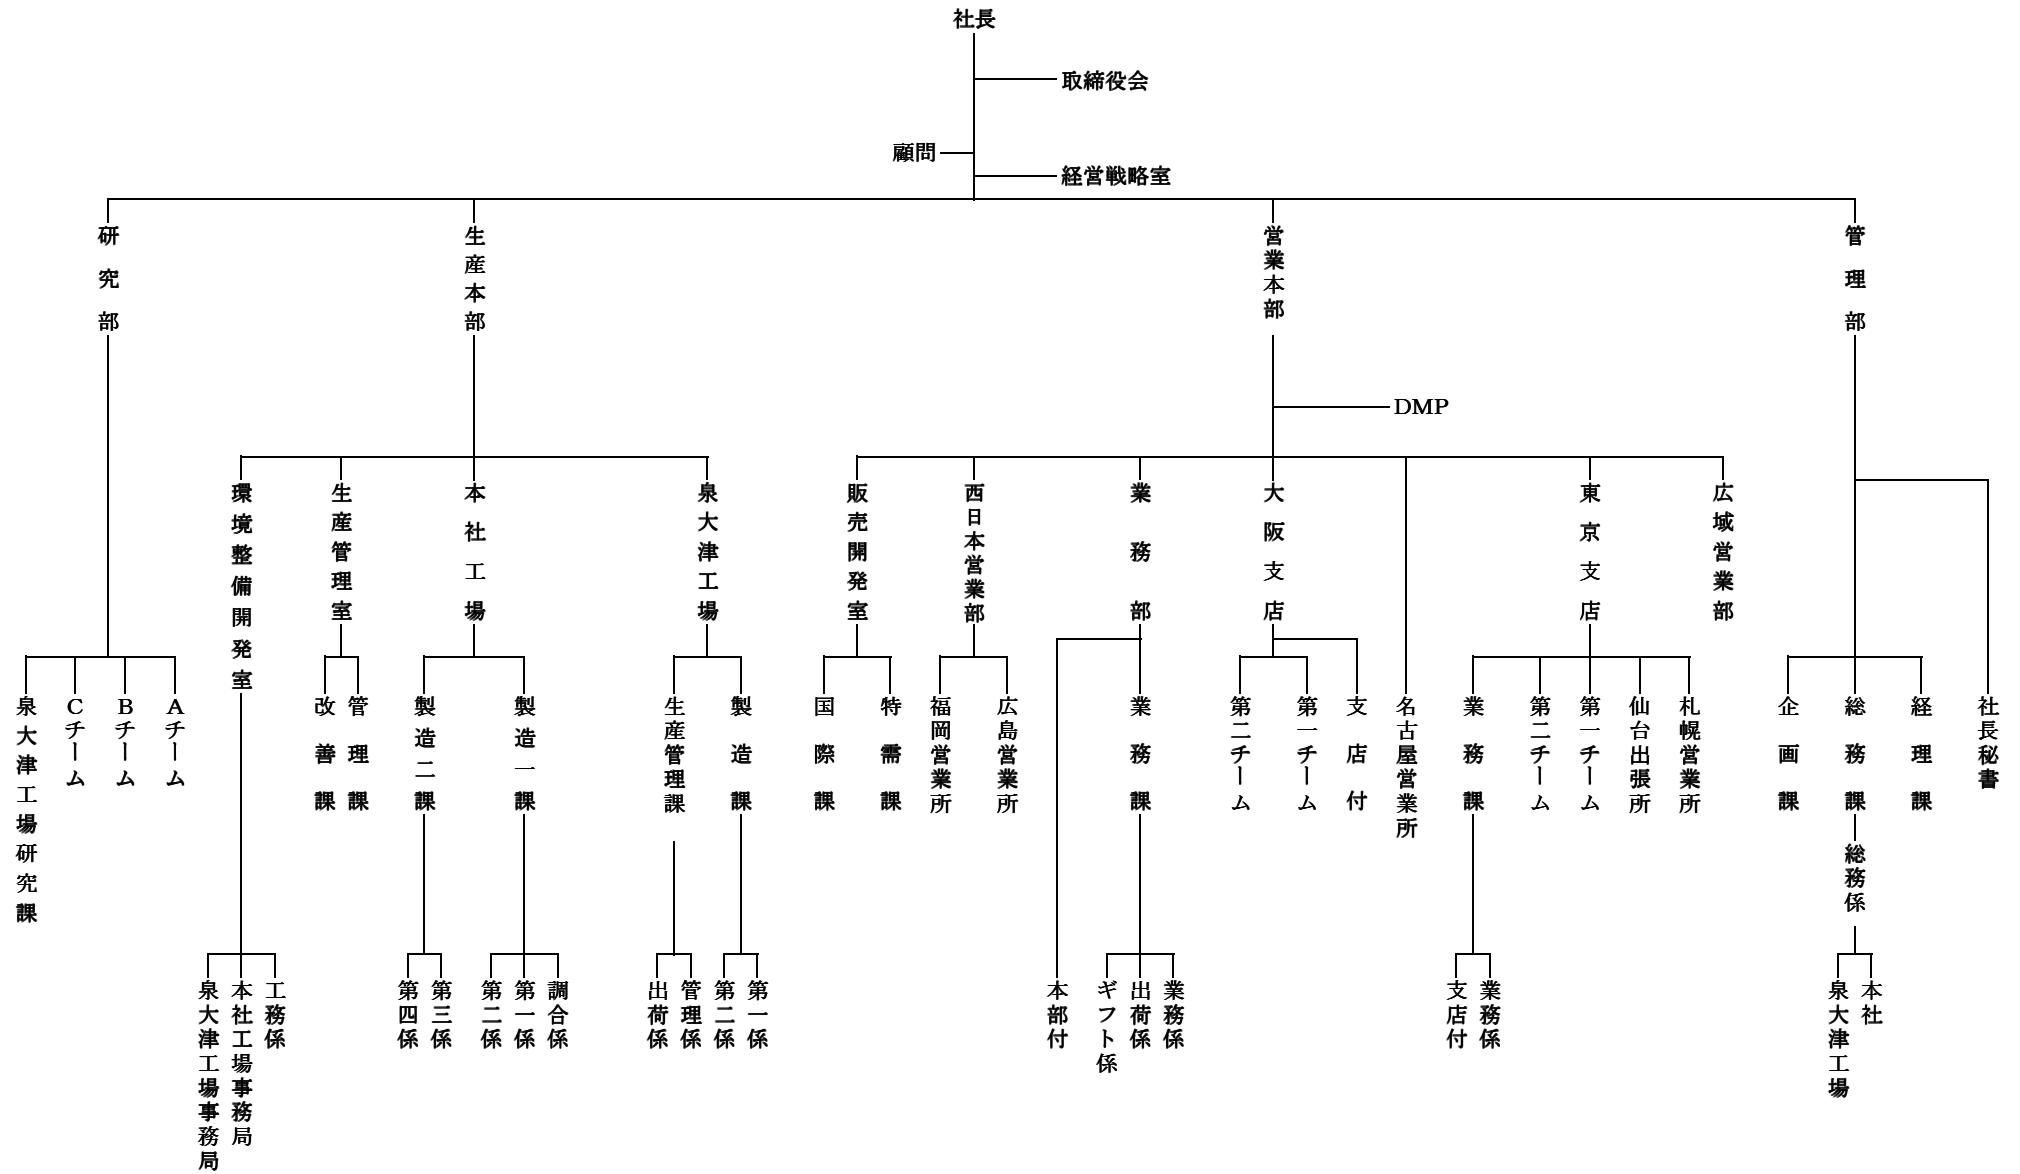 社長
取締役会
顧問
経営戦略室
研究部
生産本部
営業本部
管理部
DMP
環境整備開発室
生産管理室
本社工場
泉大津工場
販売開発室
西日本営業部
業務部
大阪支店
東京支店
広域営業部
泉大津工場研究課
Cチーム
Bチーム
Aチーム
改善課
管理課
製造二課
製造一課
生産管理課
製造課
国際課
特需課
福岡営業所
広島営業所
業務課
第二チーム
第一チーム
支店付
名古屋営業所
業務課
第二チーム
第一チーム
仙台出張所
札幌営業所
企画課
総務課
経理課
社長秘書
総務係
泉大津工場事務局
本社工場事務局
工務係
第四係
第三係
第二係
第一係
調合係
出荷係
管理係
第二係
第一係
本部付
ギフト係
出荷係
業務係
支店付
業務係
泉大津工場
本社